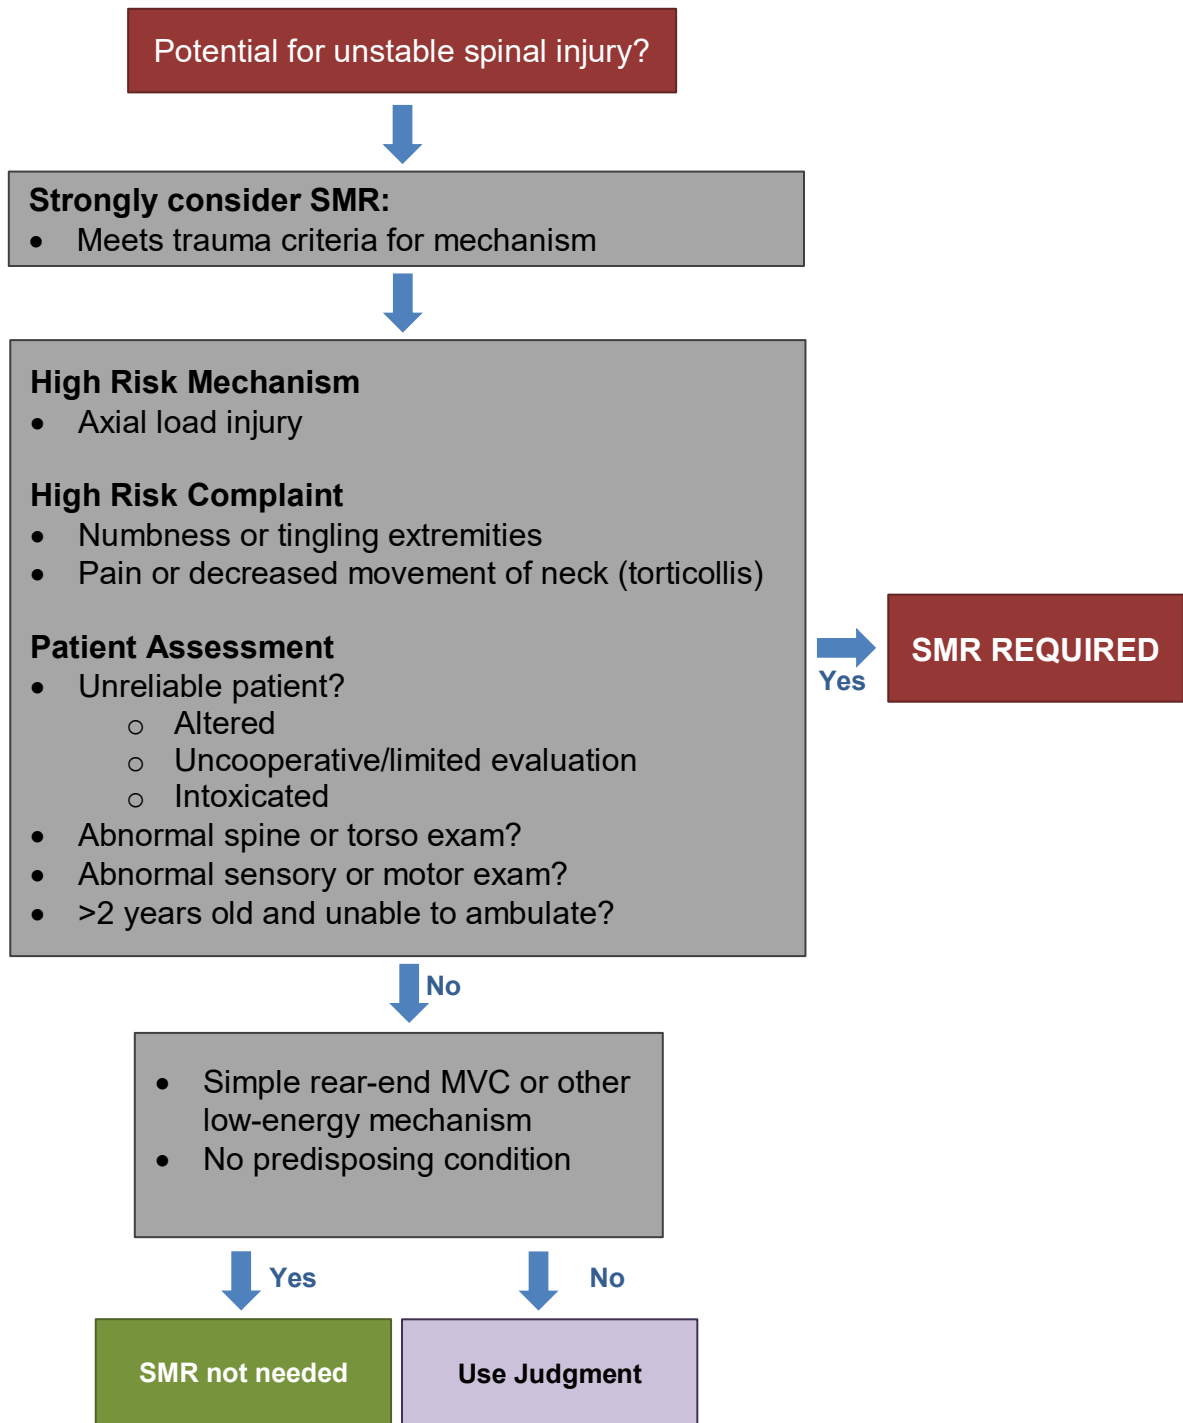 Potential for unstable spinal injury?
Strongly consider SMR:
• Meets trauma criteria for mechanism
High Risk Mechanism
• Axial load injury
High Risk Complaint
• Numbness or tingling extremities
• Pain or decreased movement of neck (torticollis)
Patient Assessment
• Unreliable patient?
o Altered
o Uncooperative/limited evaluation
o Intoxicated
• Abnormal spine or torso exam?
• Abnormal sensory or motor exam?
• >2 years old and unable to ambulate?
Yes
SMR REQUIRED
No
• Simple rear-end MVC or other
low-energy mechanism
• No predisposing condition
Yes
No
SMR not needed
Use Judgment